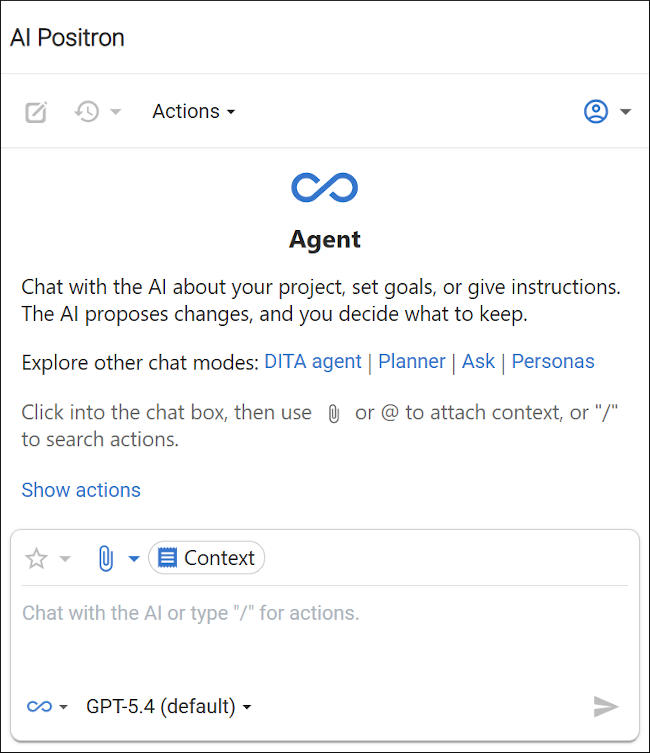 AI Positron
Actions
Agent
Chat with the AI about your project, set goals, or give instructions.
The AI proposes changes, and you decide what to keep.
Explore other chat modes: DITA agent | Planner | Ask | Personas
Click into the chat box, then use or @ to attach context, or "/"
to search actions.
Show actions
Context
Chat with the AI or type "/" for actions.
GPT-5.4 (default)